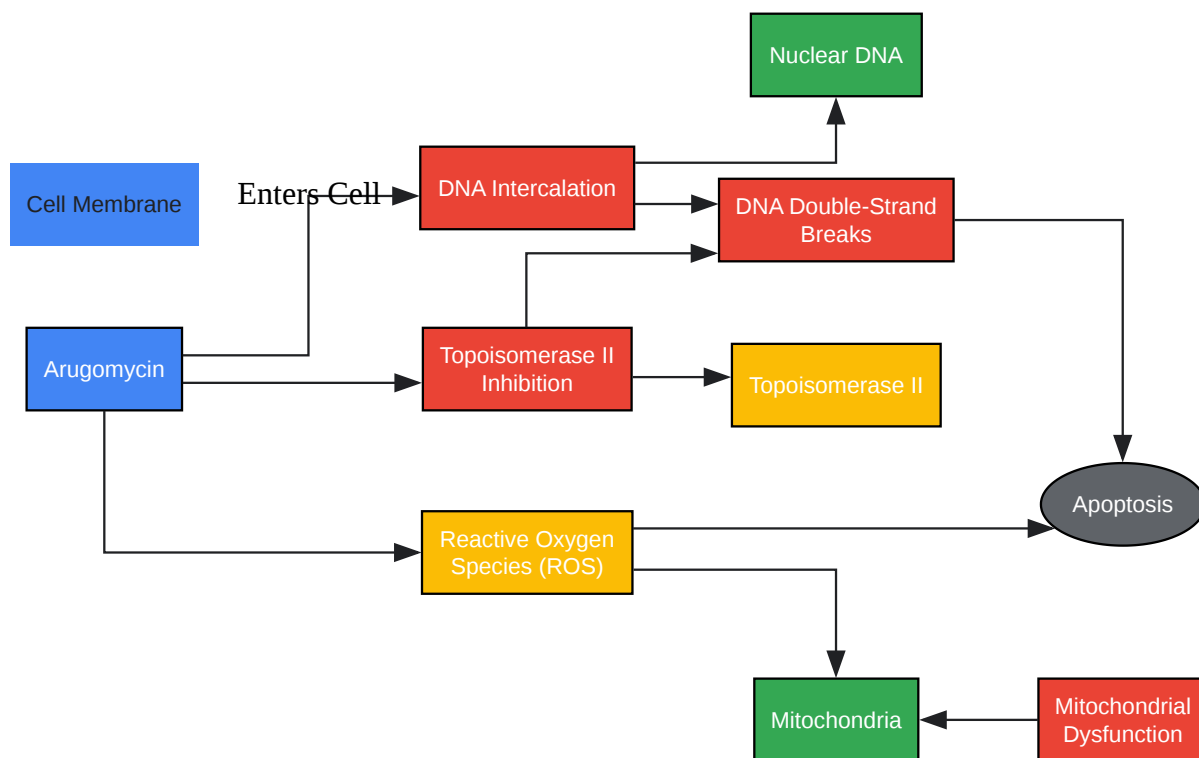 Nuclear DNA
Cell Membrane
Enters Cell
DNA Intercalation
DNA Double-Strand
Breaks
Arugomycin
Topoisomerase II
Inhibition
Topoisomerase II
Apoptosis
Reactive Oxygen
Species (ROS)
Mitochondria
Mitochondrial
Dysfunction